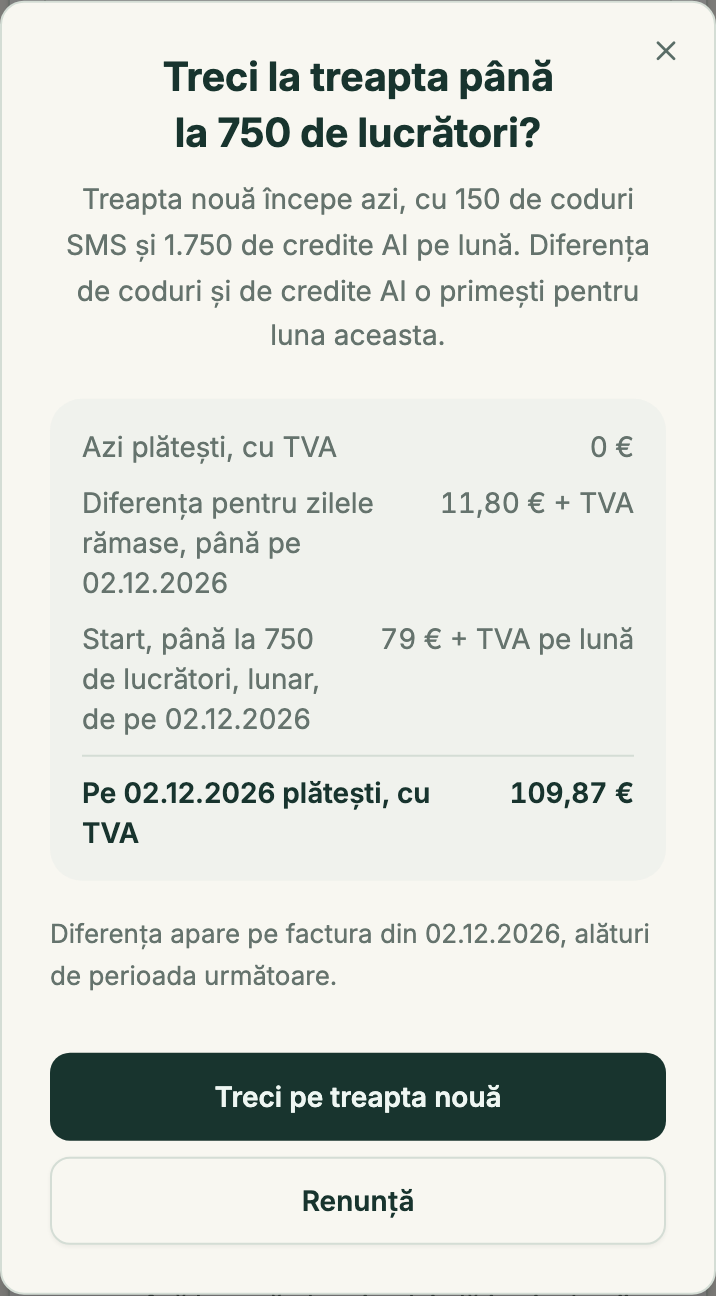 Treci la treapta până
la 750 de lucrători?
Treapta nouă începe azi, cu 150 de coduri
SMS și 1.750 de credite AI pe lună. Diferența
de coduri și de credite AI o primești pentru
luna aceasta.
Azi plătești, cu TVA 0 €
Diferența pentru zilele 11,80 € + TVA
rămase, până pe
02.12.2026
Start, până la 750 79 € + TVA pe lună
de lucrători, lunar,
de pe 02.12.2026
Pe 02.12.2026 plătești, cu 109,87 €
TVA
Diferența apare pe factura din 02.12.2026, alături
de perioada următoare.
Treci pe treapta nouă
Renunță